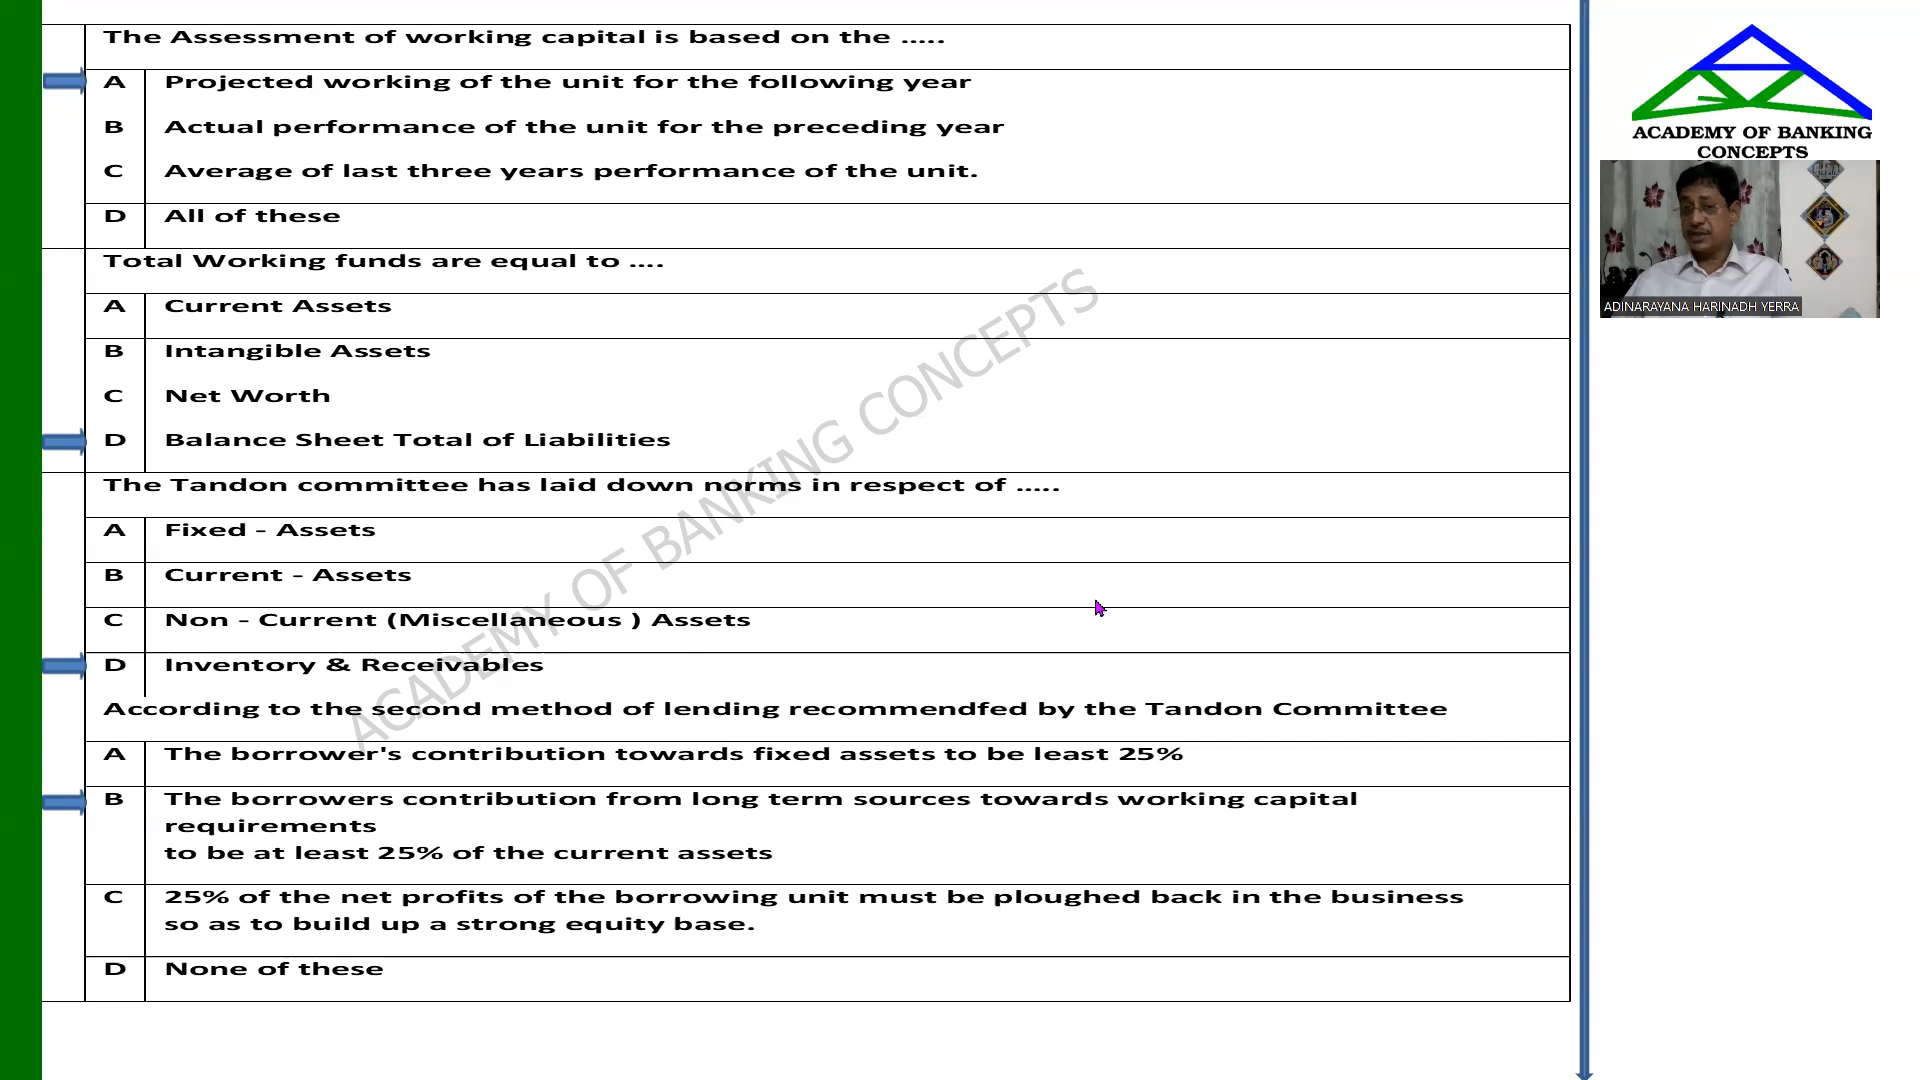 The Assessment of working capital is based on the .....
A Projected working of the unit for the following year
B Actual performance of the unit for the preceding year
C Average of last three years performance of the unit.
D All of these
Total Working funds are equal to ....
A Current Assets
B Intangible Assets
C Net Worth
D Balance Sheet Total of Liabilities
The Tandon committee has laid down norms in respect of .....
A Fixed - Assets
B Current - Assets
C Non - Current (Miscellaneous ) Assets
D Inventory & Receivables
According to the second method of lending recommendfed by the Tandon Committee
A The borrower's contribution towards fixed assets to be least 25%
B The borrowers contribution from long term sources towards working capital
requirements
to be at least 25% of the current assets
C 25% of the net profits of the borrowing unit must be ploughed back in the business
so as to build up a strong equity base.
D None of these
ACADEMY OF BANKING CONCEPTS
ACADEMY OF BANKING
CONCEPTS
ADINARAYANA HARINADH YERRA